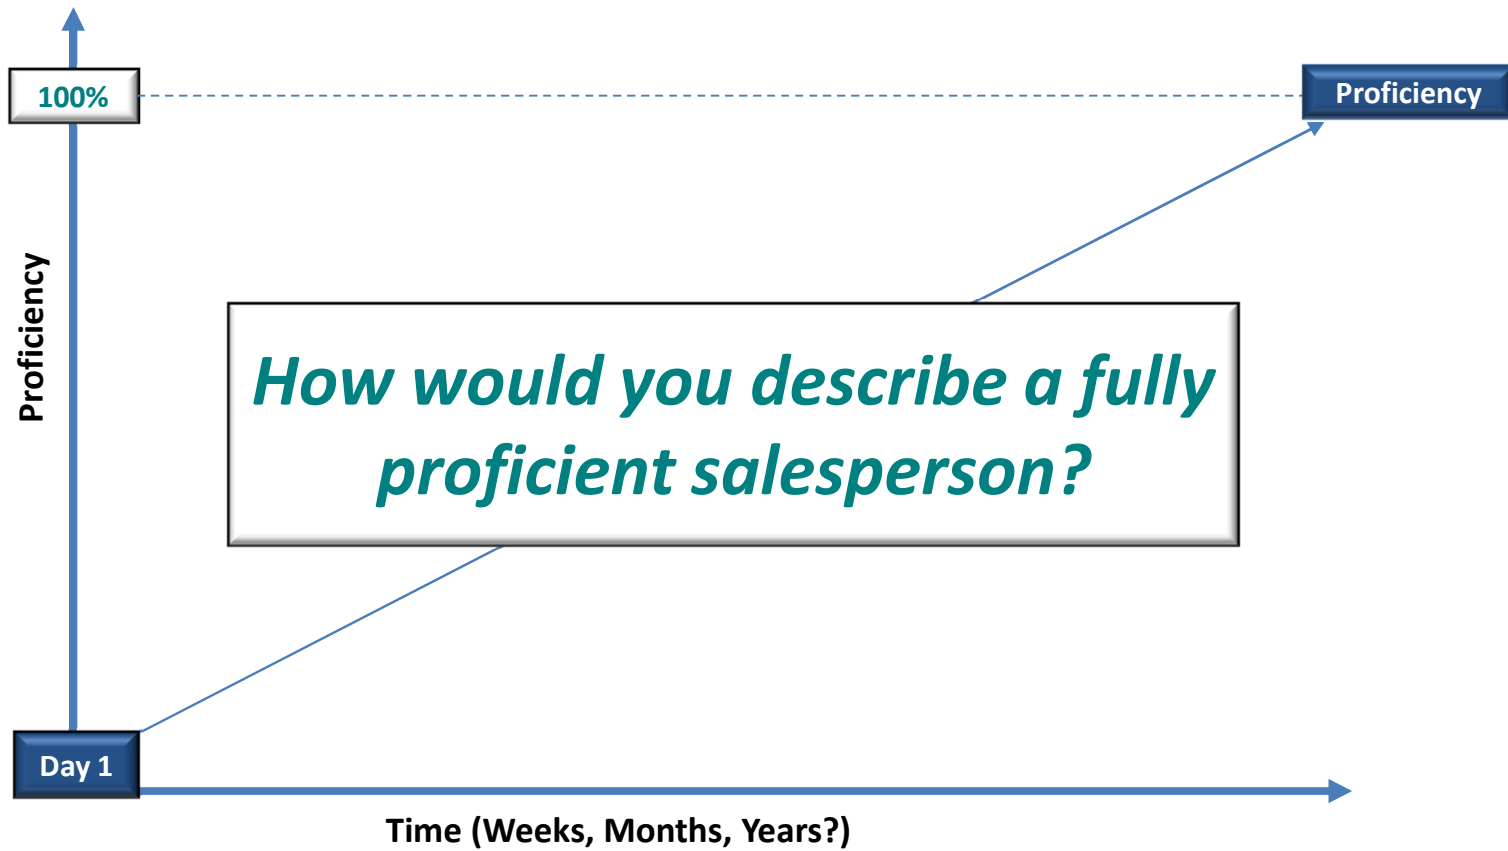 100%
Proficiency
Proficiency
How would you describe a fully
proficient salesperson?
Day 1
Time (Weeks, Months, Years?)